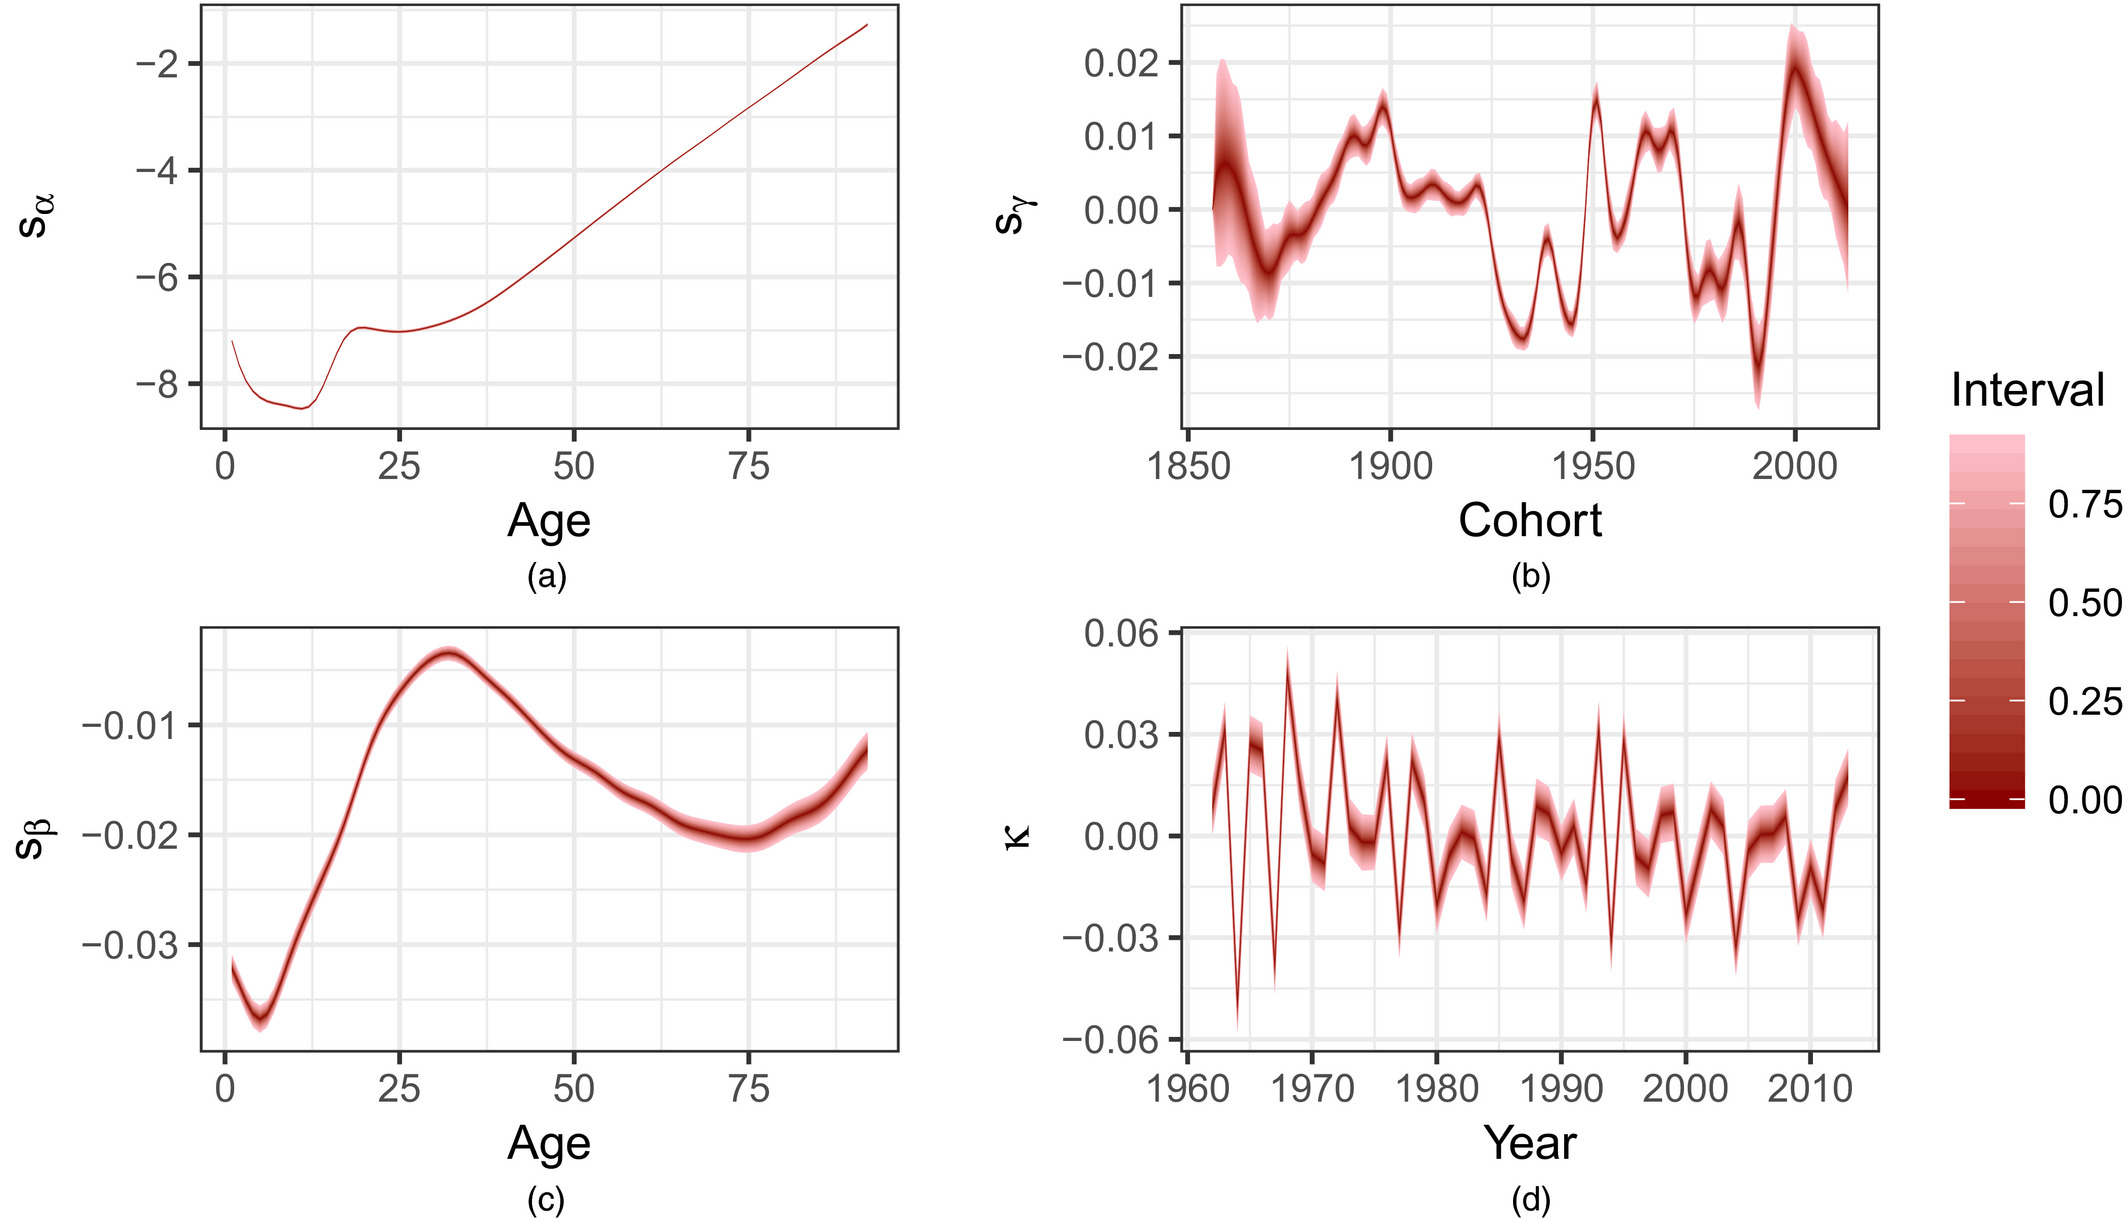 −2
−4
−6
−8
sα
0 25 50 75
Age
(a)
0.02
0.01
0.00
−0.01
−0.02
sγ
1850 1900 1950 2000
Cohort
(b)
Interval
0.75
0.50
0.25
0.00
−0.01
−0.02
−0.03
sβ
0 25 50 75
Age
(c)
0.06
0.03
0.00
−0.03
−0.06
κ
1960 1970 1980 1990 2000 2010
Year
(d)